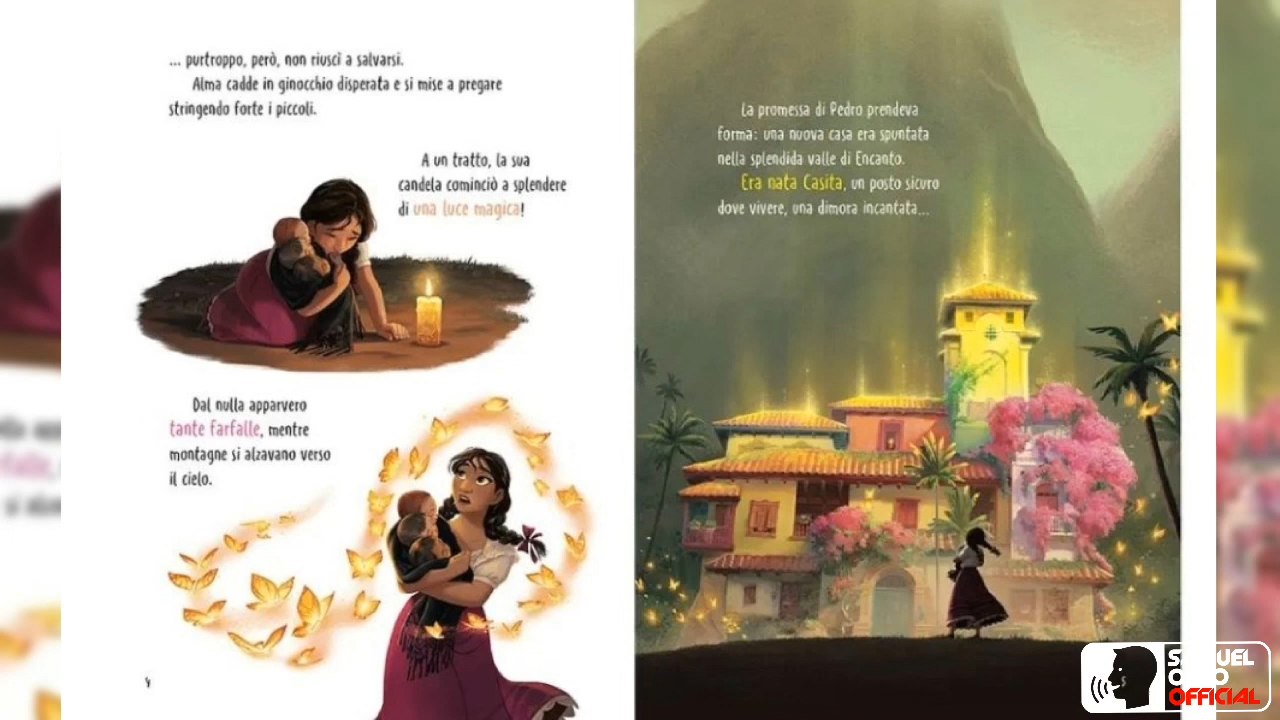 ... purtroppo, però, non riuscì a salvarsi.
Alma cadde in ginocchio disperata e si mise a pregare
stringendo forte i piccoli.
A un tratto, la sua
candela cominciò a splendere
di una luce magica!
Dal nulla apparvero
tante farfalle, mentre
montagne si alzavano verso
il cielo.
4
La promessa di Pedro prendeva
forma: una nuova casa era spuntata
nella splendida valle di Encanto.
Era nata Casita, un posto sicuro
dove vivere, una dimora incantata...
5
OFFICIAL